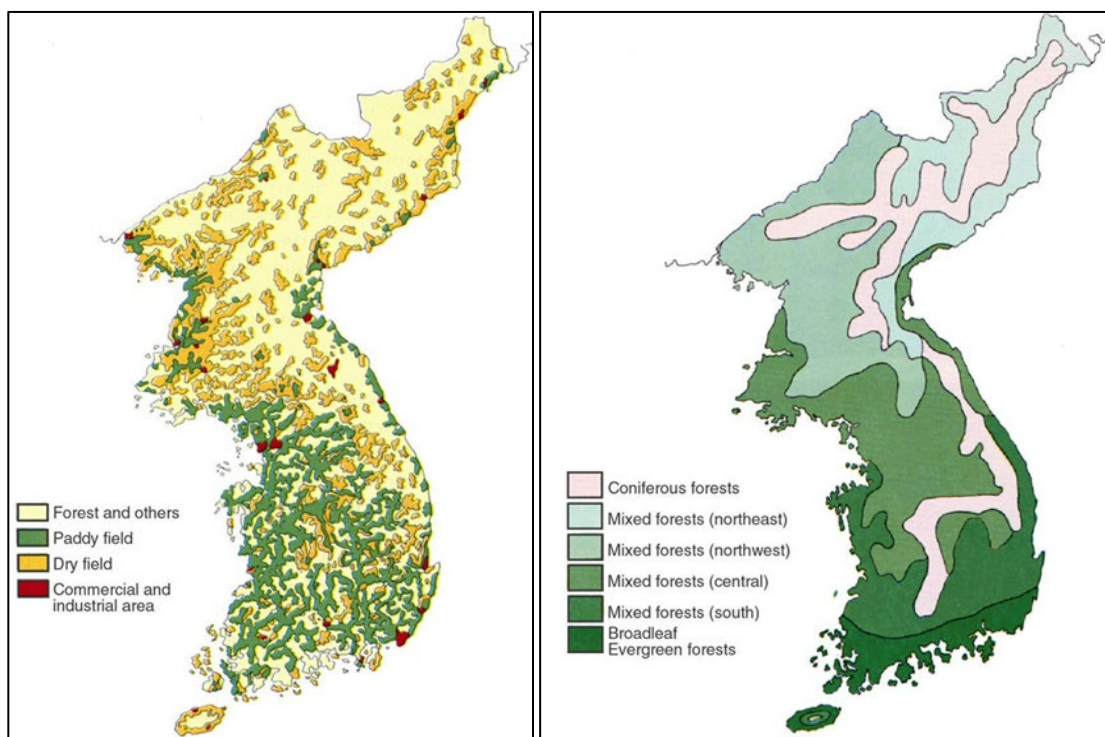 Forest and others
Paddy field
Dry field
Commercial and
industrial area
Coniferous forests
Mixed forests (northeast)
Mixed forests (northwest)
Mixed forests (central)
Mixed forests (south)
Broadleaf
Evergreen forests